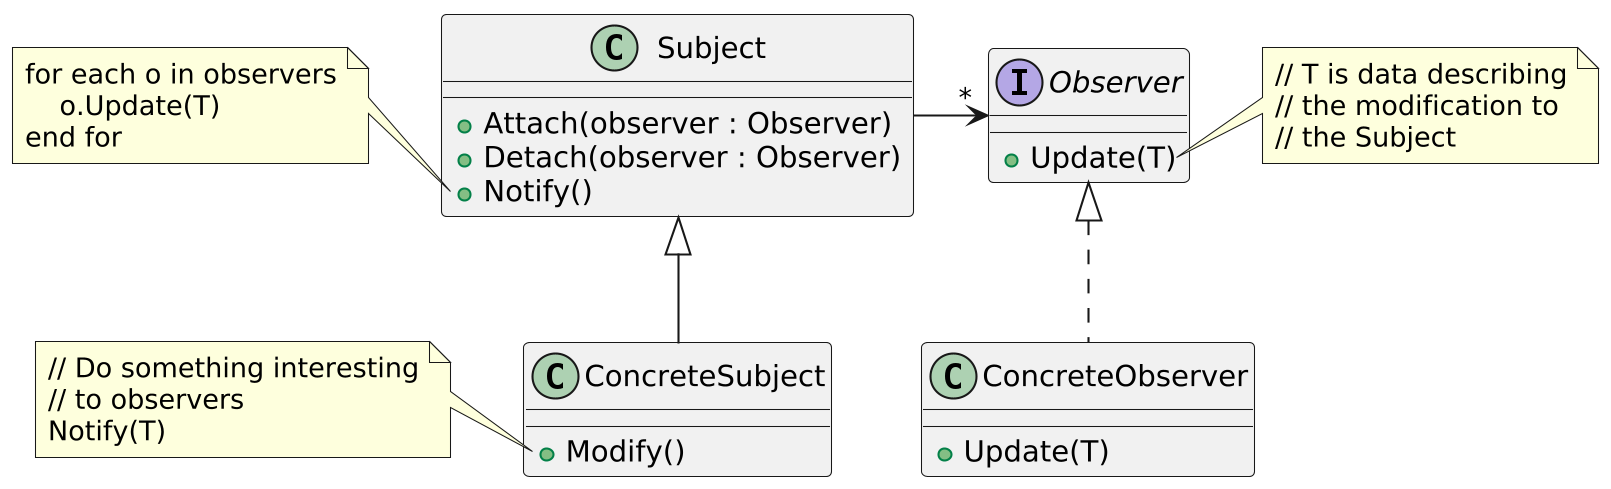 for each o in observers
o.Update(T)
end for
C Subject
Attach(observer : Observer)
Detach(observer : Observer)
Notify()
*
I Observer
Update(T)
// T is data describing
// the modification to
// the Subject
// Do something interesting
// to observers
Notify(T)
C ConcreteSubject
Modify()
C ConcreteObserver
Update(T)